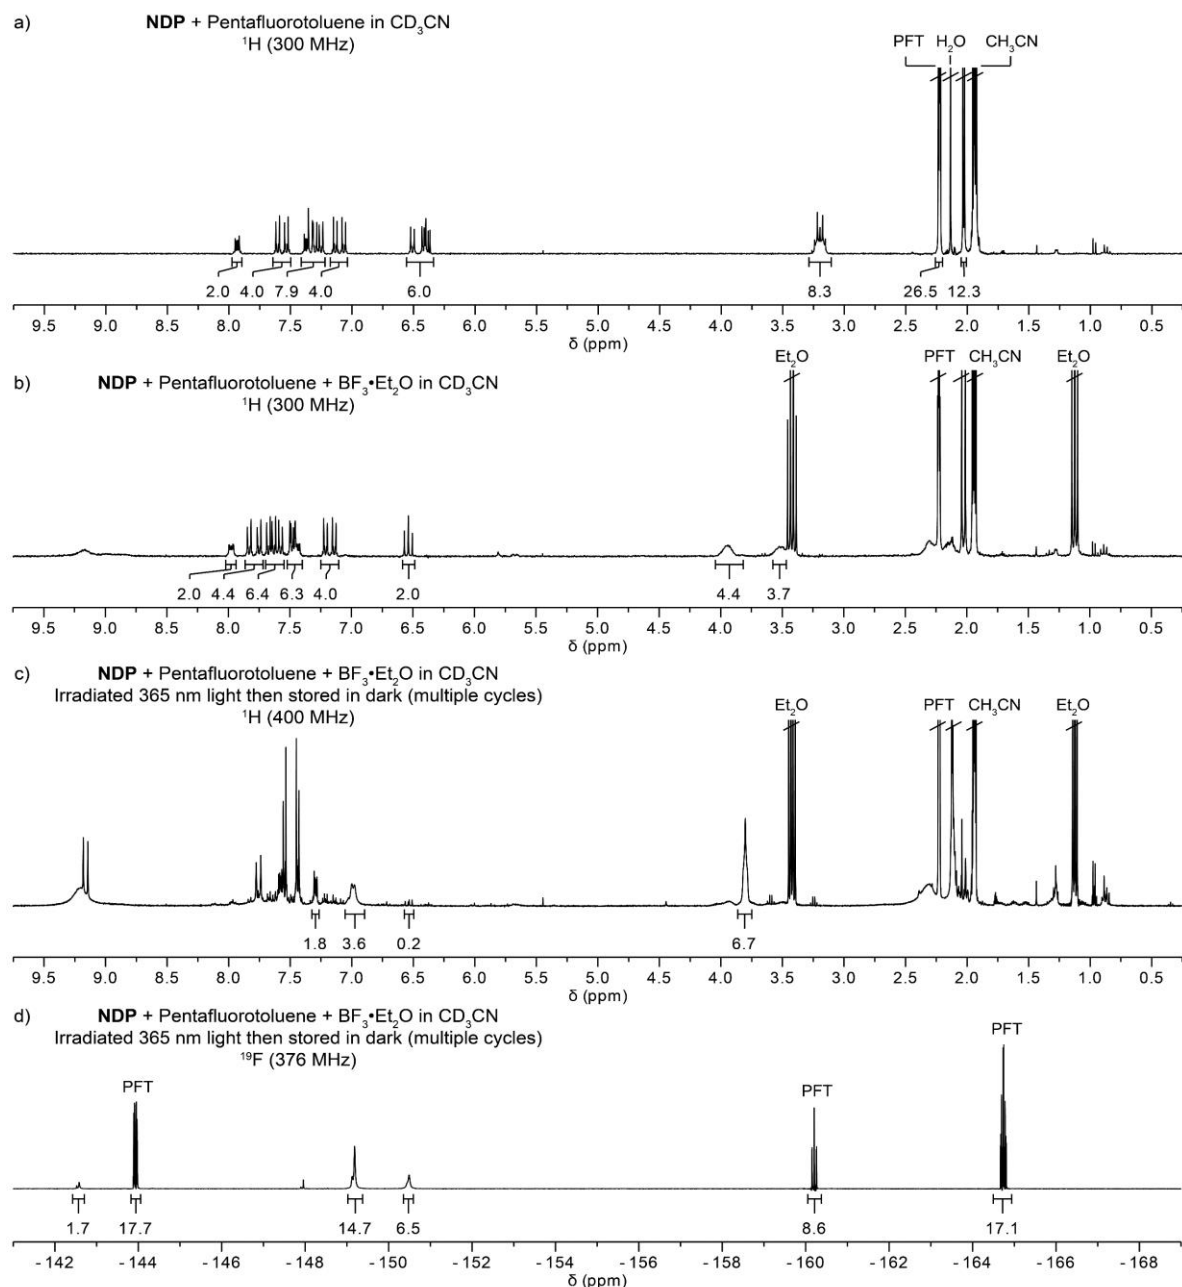 a)
NDP + Pentafluorotoluene in CD₃CN
¹H (300 MHz)
PFT H₂O CH₃CN
2.0 4.0 7.9 4.0 6.0 8.3 26.5 12.3
9.5 9.0 8.5 8.0 7.5 7.0 6.5 6.0 5.5 5.0 4.5 4.0 3.5 3.0 2.5 2.0 1.5 1.0 0.5
δ (ppm)
b)
NDP + Pentafluorotoluene + BF₃•Et₂O in CD₃CN
¹H (300 MHz)
Et₂O PFT CH₃CN Et₂O
2.0 4.4 6.4 6.3 4.0 2.0 4.4 3.7
9.5 9.0 8.5 8.0 7.5 7.0 6.5 6.0 5.5 5.0 4.5 4.0 3.5 3.0 2.5 2.0 1.5 1.0 0.5
δ (ppm)
c)
NDP + Pentafluorotoluene + BF₃•Et₂O in CD₃CN
Irradiated 365 nm light then stored in dark (multiple cycles)
¹H (400 MHz)
Et₂O PFT CH₃CN Et₂O
1.8 3.6 0.2 6.7
9.5 9.0 8.5 8.0 7.5 7.0 6.5 6.0 5.5 5.0 4.5 4.0 3.5 3.0 2.5 2.0 1.5 1.0 0.5
δ (ppm)
d)
NDP + Pentafluorotoluene + BF₃•Et₂O in CD₃CN
Irradiated 365 nm light then stored in dark (multiple cycles)
¹⁹F (376 MHz)
PFT PFT PFT
1.7 17.7 14.7 6.5 8.6 17.1
-142 -144 -146 -148 -150 -152 -154 -156 -158 -160 -162 -164 -166 -168
δ (ppm)